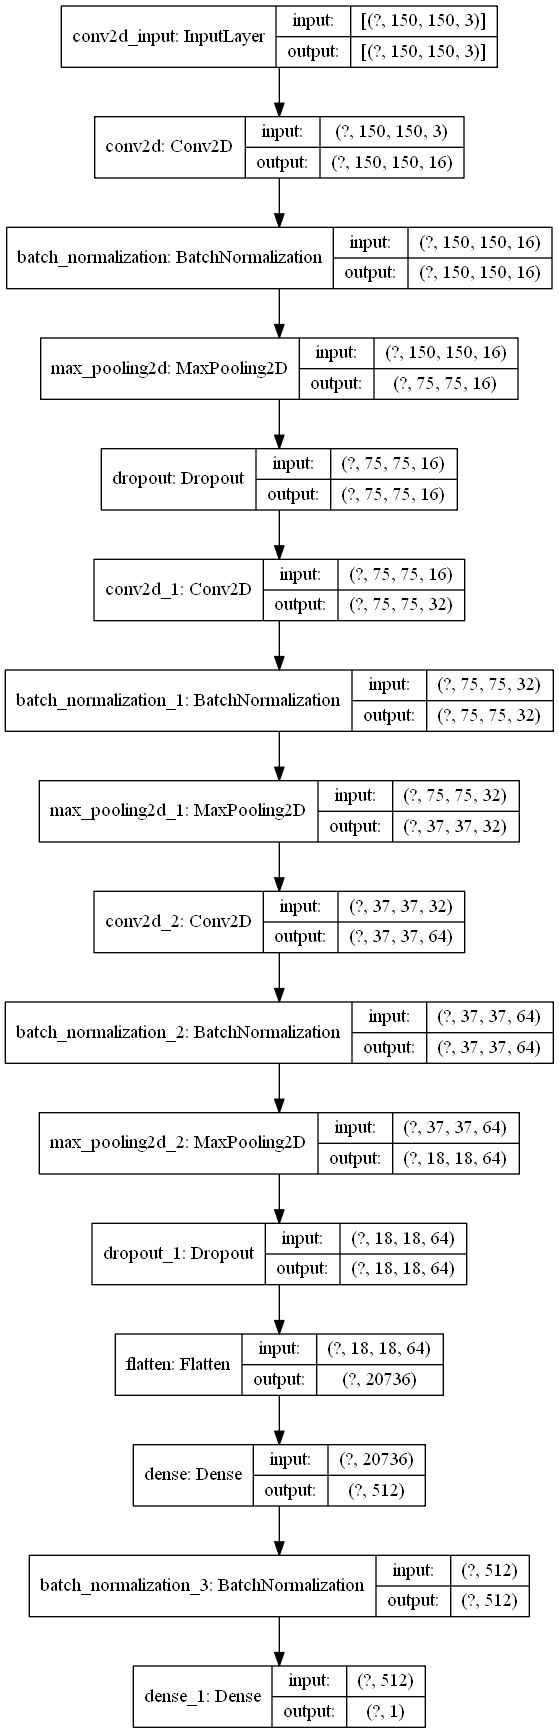 conv2d_input: InputLayer
input:
[(?, 150, 150, 3)]
output:
[(?, 150, 150, 3)]
conv2d: Conv2D
input:
(?, 150, 150, 3)
output:
(?, 150, 150, 16)
batch_normalization: BatchNormalization
input:
(?, 150, 150, 16)
output:
(?, 150, 150, 16)
max_pooling2d: MaxPooling2D
input:
(?, 150, 150, 16)
output:
(?, 75, 75, 16)
dropout: Dropout
input:
(?, 75, 75, 16)
output:
(?, 75, 75, 16)
conv2d_1: Conv2D
input:
(?, 75, 75, 16)
output:
(?, 75, 75, 32)
batch_normalization_1: BatchNormalization
input:
(?, 75, 75, 32)
output:
(?, 75, 75, 32)
max_pooling2d_1: MaxPooling2D
input:
(?, 75, 75, 32)
output:
(?, 37, 37, 32)
conv2d_2: Conv2D
input:
(?, 37, 37, 32)
output:
(?, 37, 37, 64)
batch_normalization_2: BatchNormalization
input:
(?, 37, 37, 64)
output:
(?, 37, 37, 64)
max_pooling2d_2: MaxPooling2D
input:
(?, 37, 37, 64)
output:
(?, 18, 18, 64)
dropout_1: Dropout
input:
(?, 18, 18, 64)
output:
(?, 18, 18, 64)
flatten: Flatten
input:
(?, 18, 18, 64)
output:
(?, 20736)
dense: Dense
input:
(?, 20736)
output:
(?, 512)
batch_normalization_3: BatchNormalization
input:
(?, 512)
output:
(?, 512)
dense_1: Dense
input:
(?, 512)
output:
(?, 1)